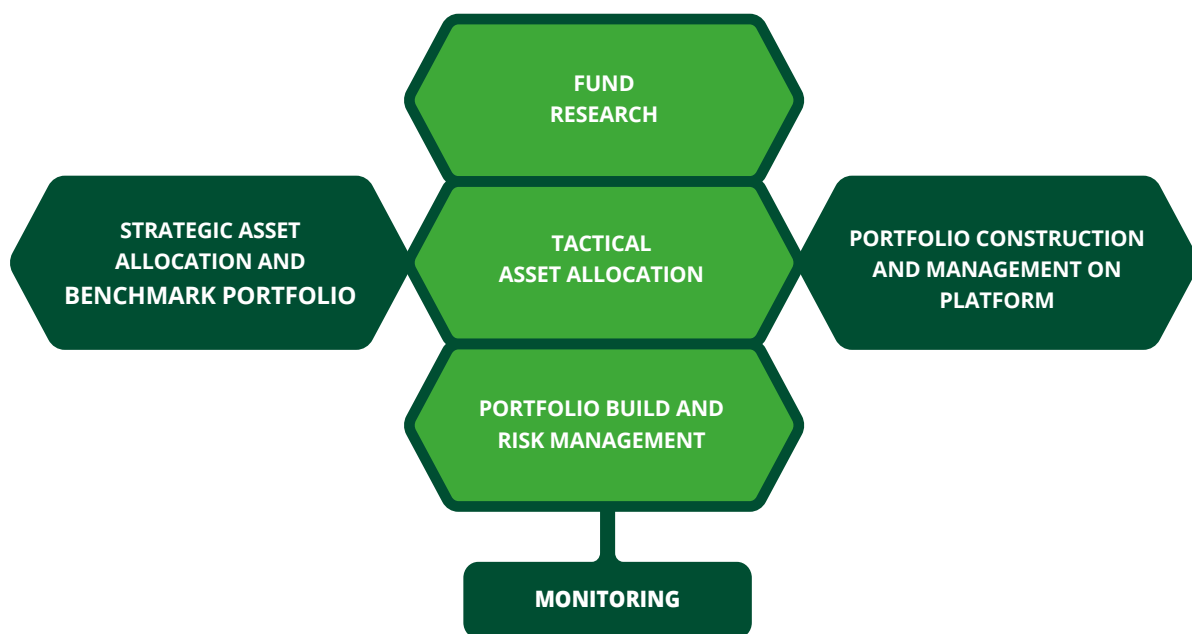 FUND
RESEARCH
STRATEGIC ASSET
ALLOCATION AND
BENCHMARK PORTFOLIO
TACTICAL
ASSET ALLOCATION
PORTFOLIO CONSTRUCTION
AND MANAGEMENT ON
PLATFORM
PORTFOLIO BUILD AND
RISK MANAGEMENT
MONITORING